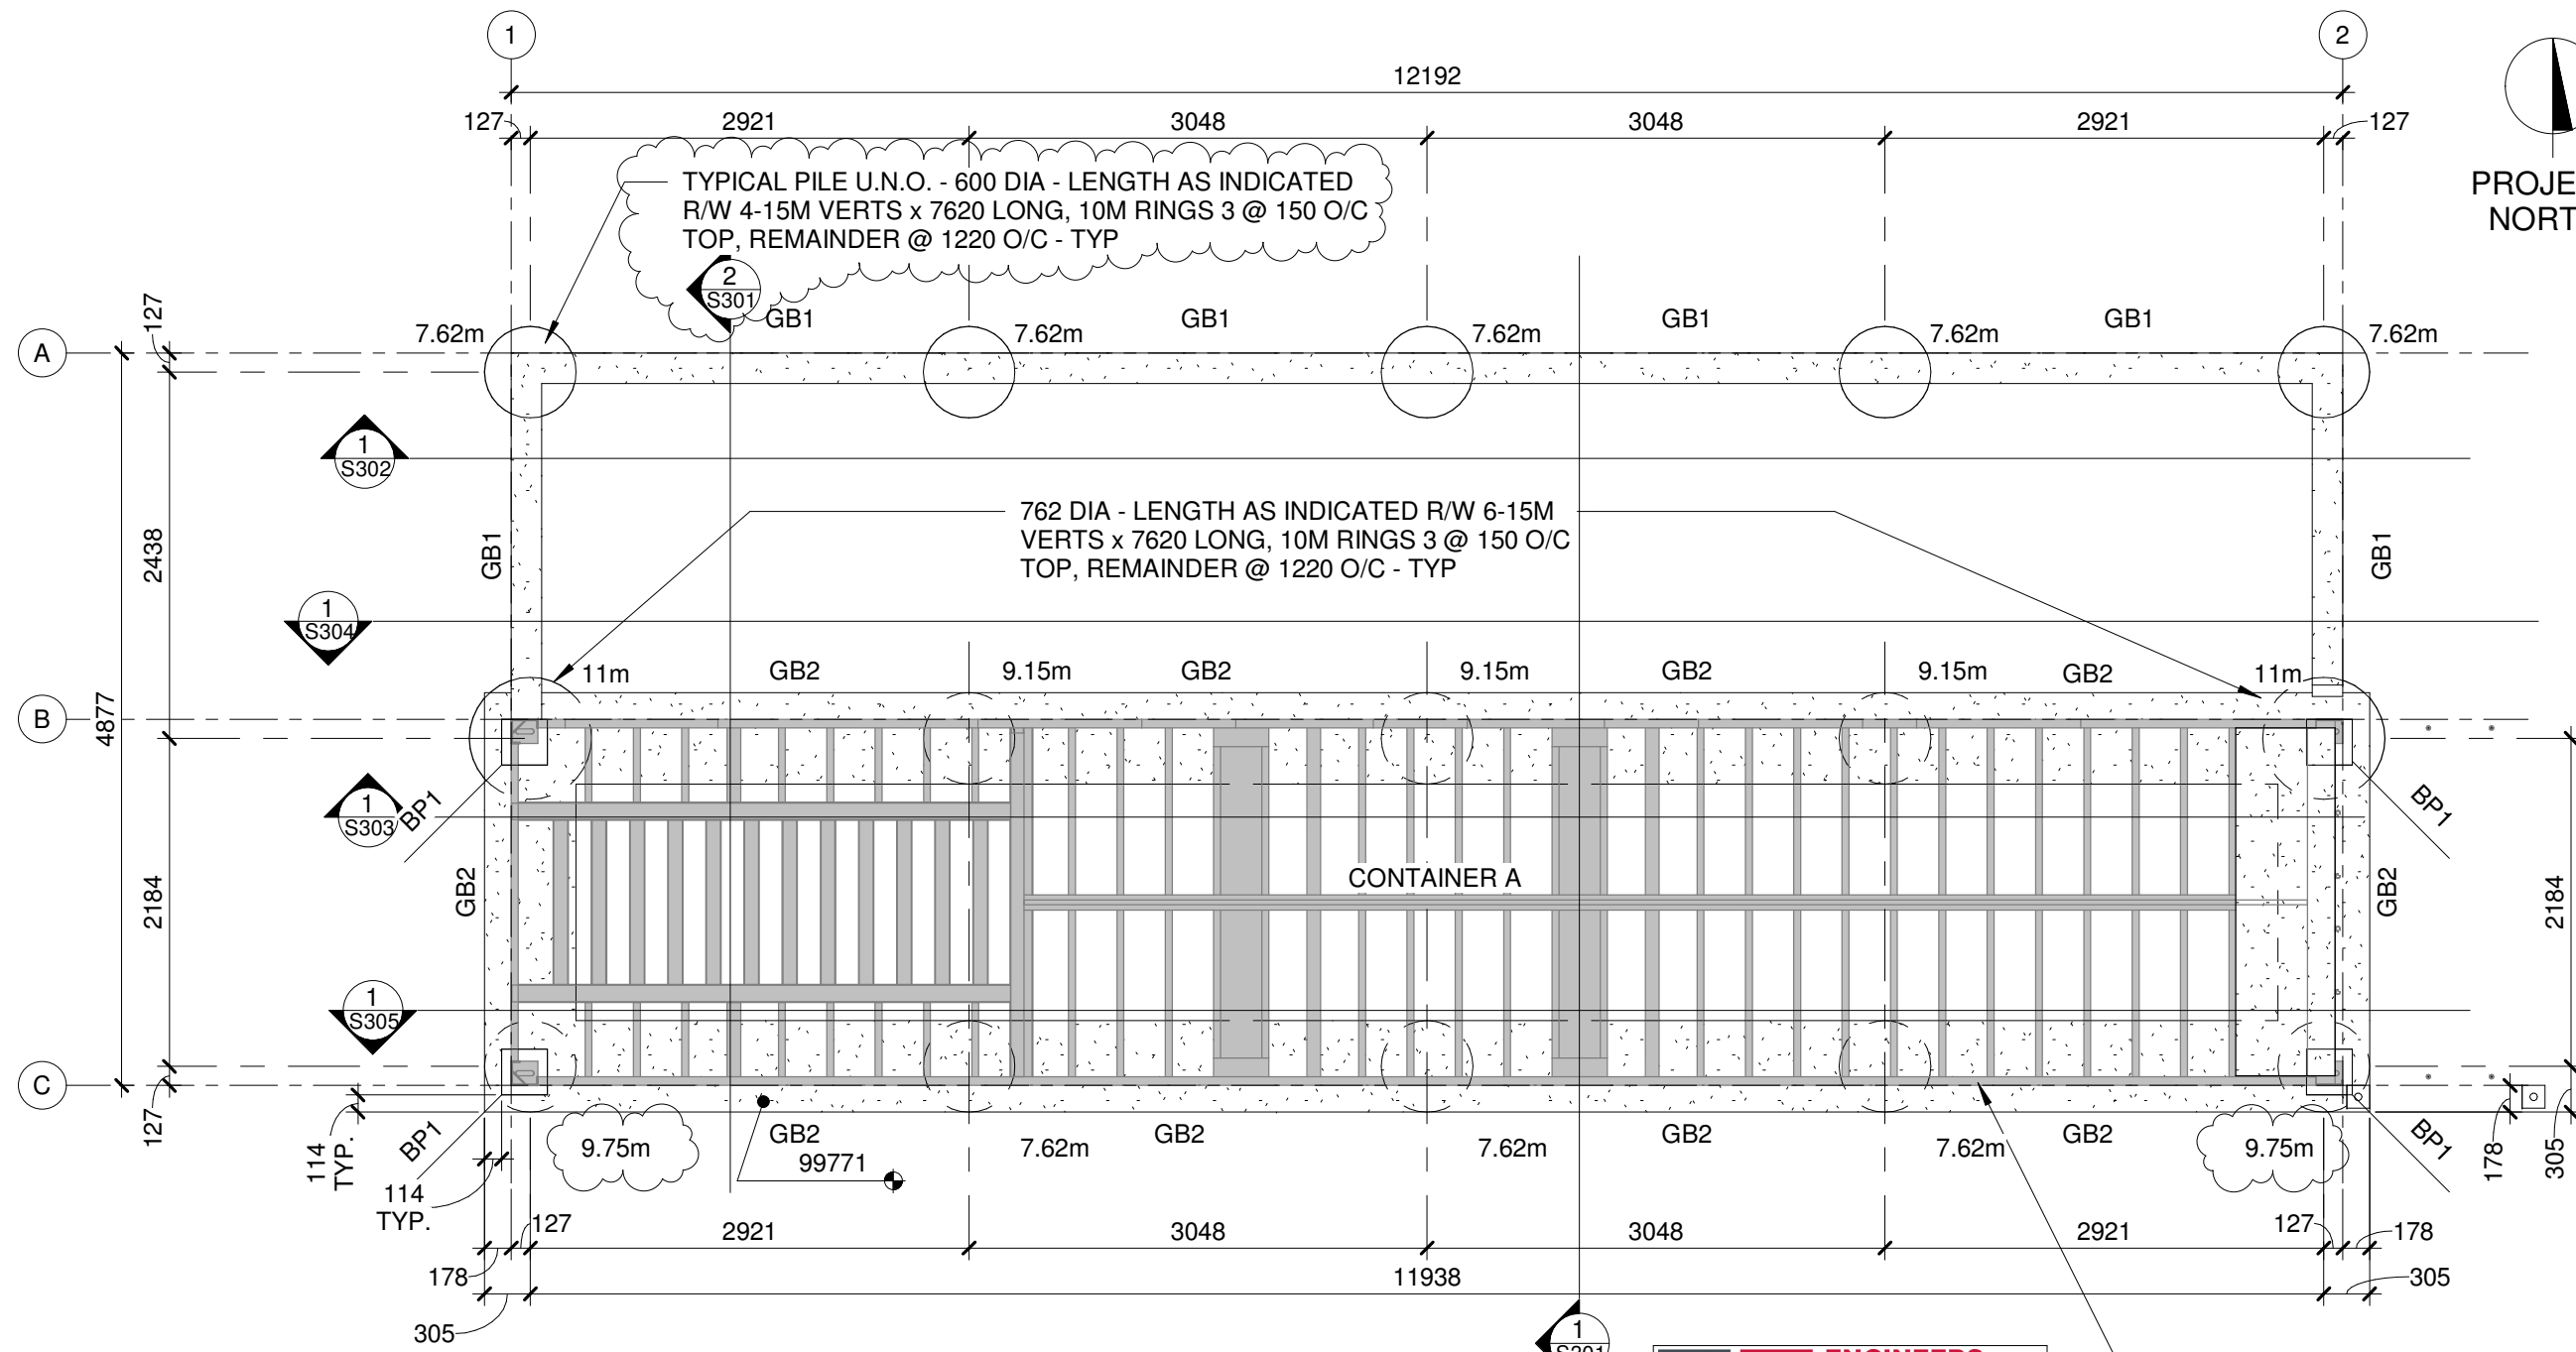 1
2
12192
127
2921
3048
3048
2921
127
TYPICAL PILE U.N.O. - 600 DIA - LENGTH AS INDICATED
R/W 4-15M VERTS x 7620 LONG, 10M RINGS 3 @ 150 O/C
TOP, REMAINDER @ 1220 O/C - TYP
PROJE
NORT
2
S301
127
7.62m
GB1
7.62m
GB1
7.62m
GB1
7.62m
GB1
7.62m
A
1
S302
762 DIA - LENGTH AS INDICATED R/W 6-15M
VERTS x 7620 LONG, 10M RINGS 3 @ 150 O/C
TOP, REMAINDER @ 1220 O/C - TYP
2438
GB1
GB1
1
S304
11m
GB2
9.15m
GB2
9.15m
GB2
9.15m
GB2
11m
B
4877
1
S303
BP1
BP1
CONTAINER A
2184
GB2
GB2
2184
1
S305
C
127
114
TYP.
BP1
114
TYP.
9.75m
GB2
99771
7.62m
GB2
7.62m
GB2
7.62m
GB2
9.75m
BP1
178
305
127
2921
3048
3048
2921
127
178
178
11938
305
305
1
S301
ENGINEERS